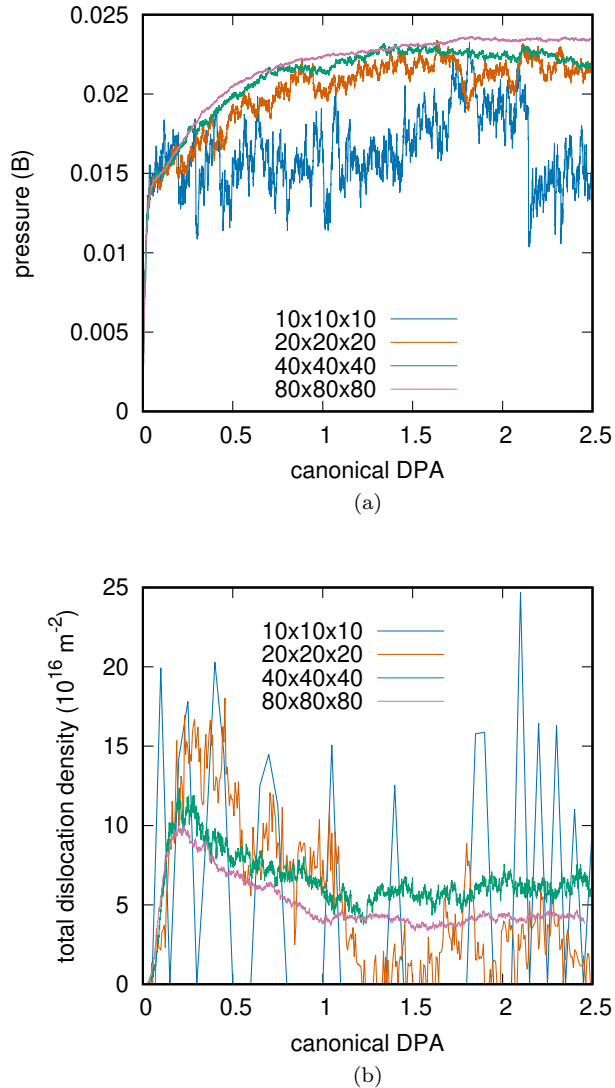 0.025
0.02
0.015
0.01
0.005
0
pressure (B)
10x10x10
20x20x20
40x40x40
80x80x80
0 0.5 1 1.5 2 2.5
canonical DPA
(a)
25
20
15
10
5
0
total dislocation density (10^16 m^-2)
10x10x10
20x20x20
40x40x40
80x80x80
0 0.5 1 1.5 2 2.5
canonical DPA
(b)